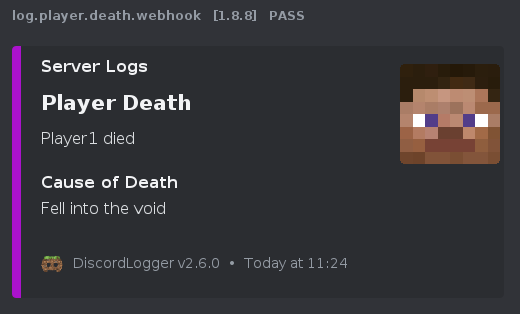 log.player.death.webhook [1.8.8] PASS
Server Logs
Player Death
Player1 died
Cause of Death
Fell into the void
DiscordLogger v2.6.0 • Today at 11:24